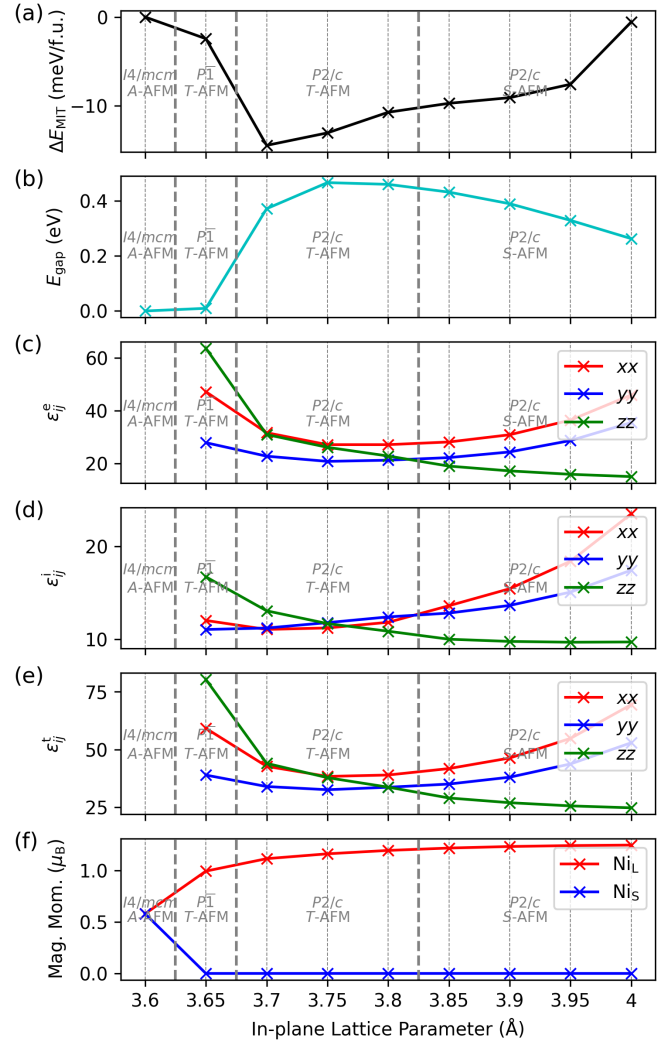 (a)
ΔE_MIT (meV/f.u.)
0
−10
I4/mcm
A-AFM
P1̅
T-AFM
P2/c
T-AFM
P2/c
S-AFM
(b)
E_gap (eV)
0.4
0.2
0.0
I4/mcm
A-AFM
P1̅
T-AFM
P2/c
T-AFM
P2/c
S-AFM
(c)
ε^e_ij
60
40
20
I4/mcm
A-AFM
P1̅
T-AFM
P2/c
T-AFM
P2/c
S-AFM
xx
yy
zz
(d)
ε^i_ij
20
10
I4/mcm
A-AFM
P1̅
T-AFM
P2/c
T-AFM
P2/c
S-AFM
xx
yy
zz
(e)
ε^t_ij
75
50
25
I4/mcm
A-AFM
P1̅
T-AFM
P2/c
T-AFM
P2/c
S-AFM
xx
yy
zz
(f)
Mag. Mom. (μ_B)
1.0
0.5
0.0
I4/mcm
A-AFM
P1̅
T-AFM
P2/c
T-AFM
P2/c
S-AFM
Ni_L
Ni_S
3.6 3.65 3.7 3.75 3.8 3.85 3.9 3.95 4
In-plane Lattice Parameter (Å)